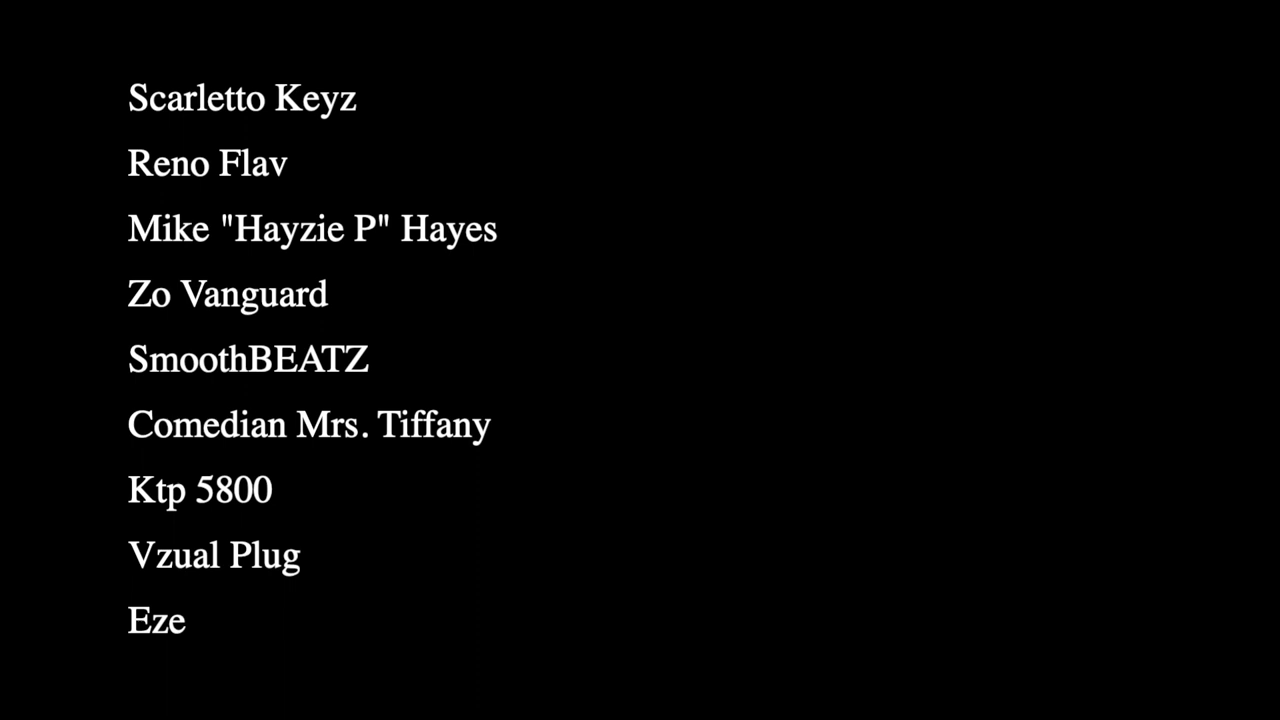 Scarletto Keyz
Reno Flav
Mike "Hayzie P" Hayes
Zo Vanguard
SmoothBEATZ
Comedian Mrs. Tiffany
Ktp 5800
Vzual Plug
Eze